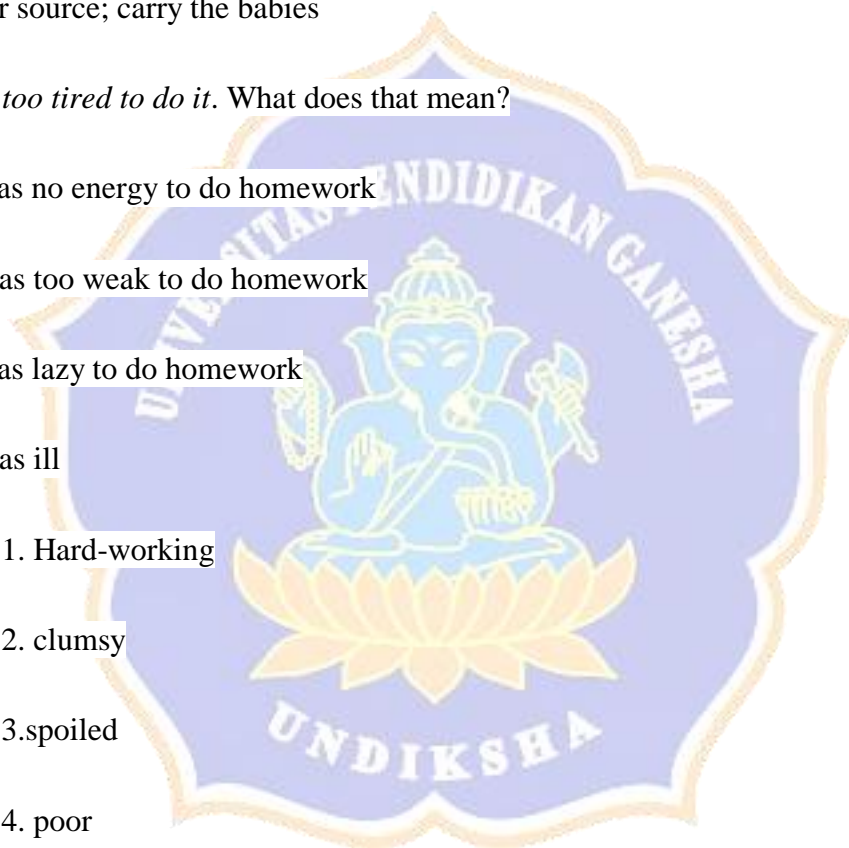 r source; carry the babies
too tired to do it. What does that mean?
as no energy to do homework
UNIVERSITAS PENDIDIKAN GANESHA
as too weak to do homework
as lazy to do homework
as ill
1. Hard-working
2. clumsy
3.spoiled
UNDIKSHA
4. poor